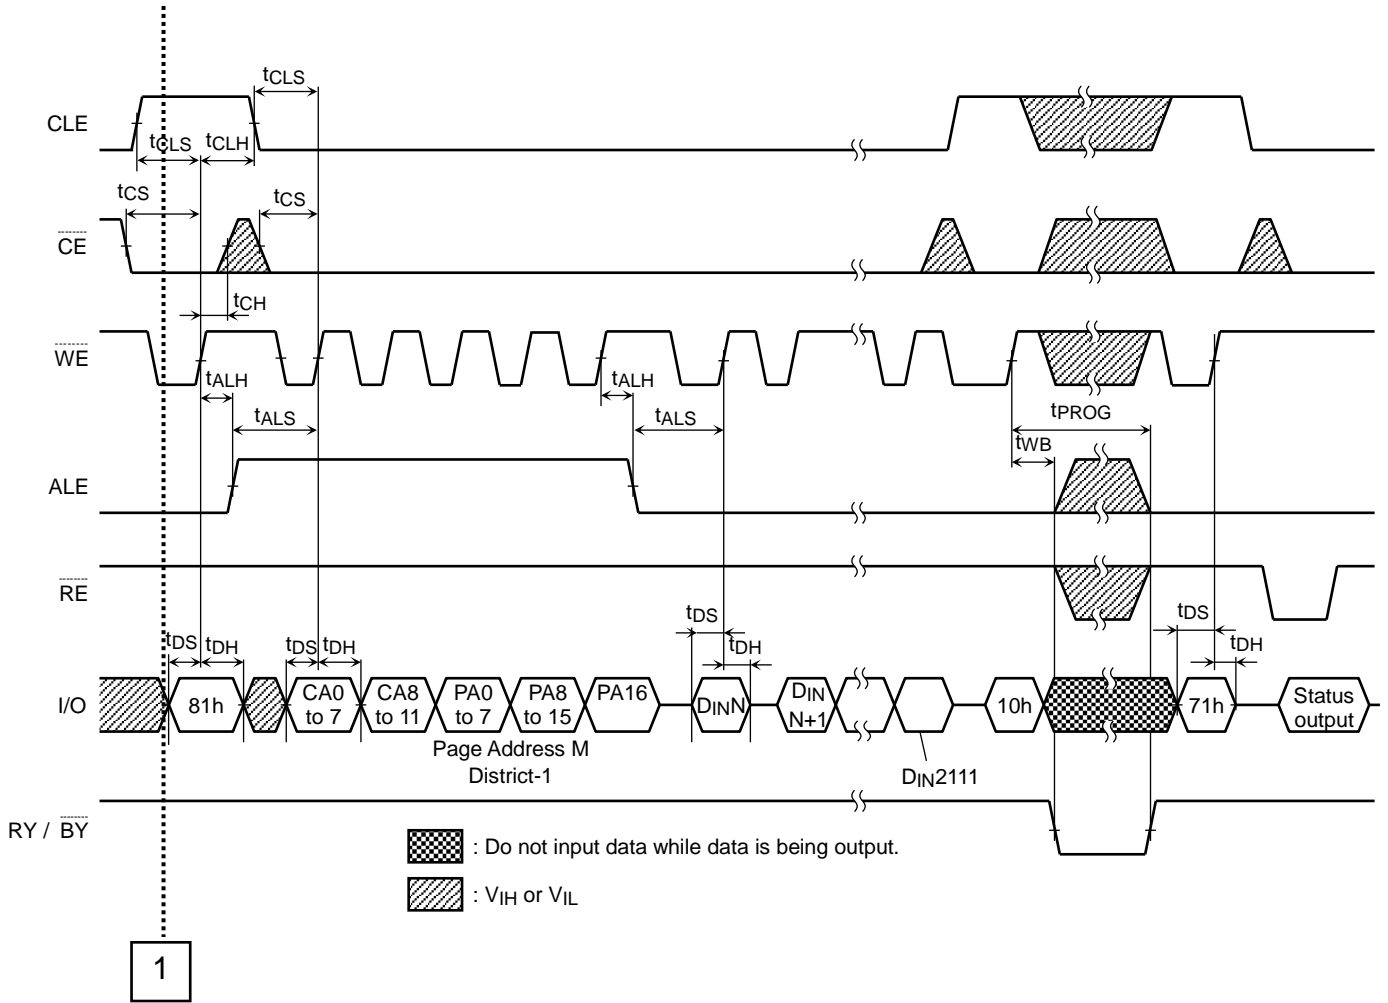 tCLS
CLE
tCLS
tCLH
tCS
tCS
CE
tCH
WE
tALH
tALH
tALS
tALS
tPROG
tWB
ALE
RE
tDS
tDH
tDS
tDH
tDS
tDH
tDS
tDH
I/O
81h
CA0 to 7
CA8 to 11
PA0 to 7
PA8 to 15
PA16
DINN
DIN N+1
10h
71h
Status output
Page Address M
District-1
DIN2111
RY / BY
: Do not input data while data is being output.
: VIH or VIL
1